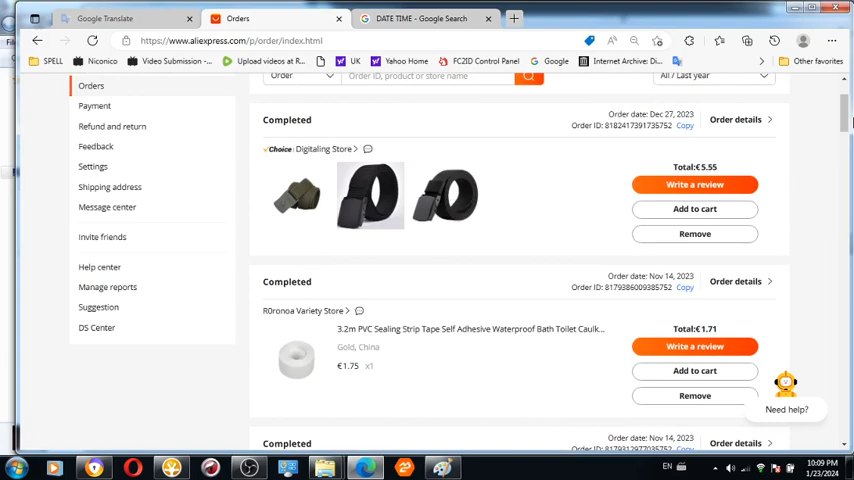 Google Translate
Orders
DATE TIME - Google Search
https://www.aliexpress.com/p/order/index.html
SPELL
Niconico
Video Submission -...
Upload videos at R...
UK
Yahoo Home
FC2ID Control Panel
Google
Internet Archive: Di...
Other favorites
Orders
Payment
Refund and return
Feedback
Settings
Shipping address
Message center
Invite friends
Help center
Manage reports
Suggestion
DS Center
Order
Order ID, product or store name
All / Last year
Completed
Order date: Dec 27, 2023
Order ID: 8182417391735752 Copy
Order details
Choice Digitaling Store
Total:€ 5.55
Write a review
Add to cart
Remove
Completed
Order date: Nov 14, 2023
Order ID: 8179386009385752 Copy
Order details
R0ronoa Variety Store
3.2m PVC Sealing Strip Tape Self Adhesive Waterproof Bath Toilet Caulk...
Gold, China
€ 1.75 x1
Total:€ 1.71
Write a review
Add to cart
Remove
Need help?
Completed
Order date: Nov 14, 2023
Order details
EN
10:09 PM
1/23/2024